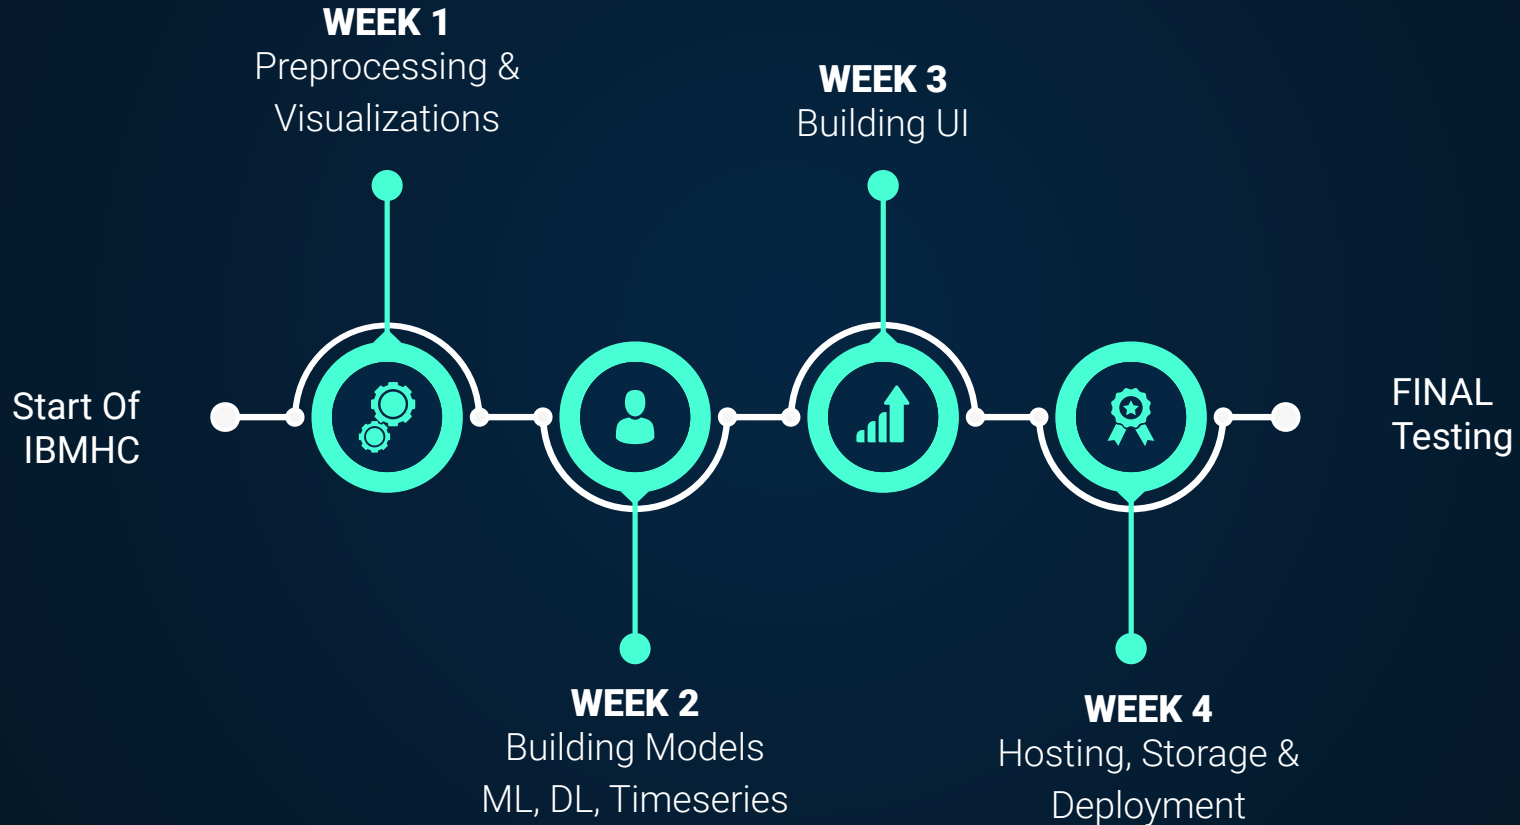 WEEK 1
Preprocessing &
Visualizations
WEEK 3
Building UI
Start Of
IBMHC
FINAL
Testing
WEEK 2
Building Models
ML, DL, Timeseries
WEEK 4
Hosting, Storage &
Deployment